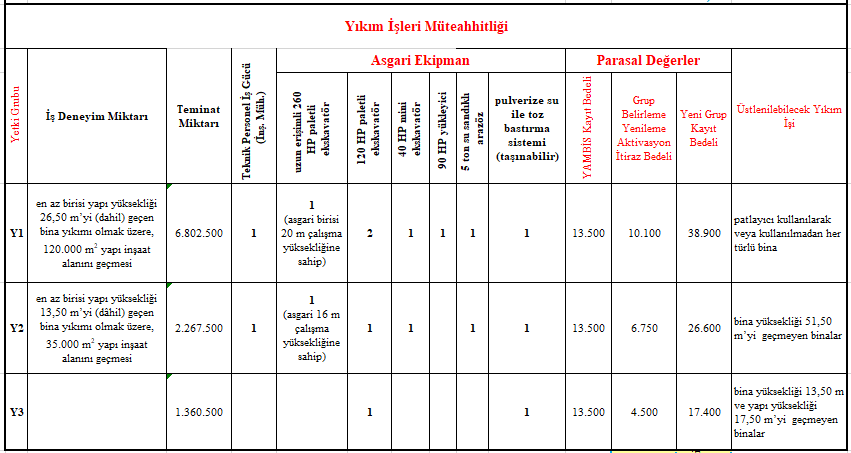 Yıkım İşleri Müteahhitliği
Yetki Grubu
İş Deneyim Miktarı
Teminat
Miktarı
Teknik Personel İş Gücü
(İnş. Müh.)
Asgari Ekipman
uzun erişimli 260
HP paletli
ekskavatör
120 HP paletli
ekskavatör
40 HP mini
ekskavatör
90 HP yükleyici
5 ton su sandıklı
arazöz
pulverize su
ile toz
bastırma
sistemi
(taşınabilir)
Parasal Değerler
YAMBİS Kayıt Bedeli
Grup
Belirleme
Yenileme
Aktivasyon
İtiraz Bedeli
Yeni Grup
Kayıt
Bedeli
Üstlenilebilecek Yıkım
İşi
Y1
en az birisi yapı yüksekliği
26,50 m’yi (dahil) geçen
bina yıkımı olmak üzere,
120.000 m² yapı inşaat
alanını geçmesi
6.802.500
1
1
(asgari birisi
20 m çalışma
yüksekliğine
sahip)
2
1
1
1
1
13.500
10.100
38.900
patlayıcı kullanılarak
veya kullanılmadan her
türlü bina
Y2
en az birisi yapı yüksekliği
13,50 m’yi (dâhil) geçen
bina yıkımı olmak üzere,
35.000 m² yapı inşaat
alanını geçmesi
2.267.500
1
1
(asgari 16 m
çalışma
yüksekliğine
sahip)
1
1
1
1
13.500
6.750
26.600
bina yüksekliği 51,50
m’yi geçmeyen binalar
Y3
1.360.500
1
1
13.500
4.500
17.400
bina yüksekliği 13,50 m
ve yapı yüksekliği
17,50 m’yi geçmeyen
binalar